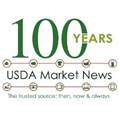 100 YEARS
USDA Market News
The trusted source; then, now & always